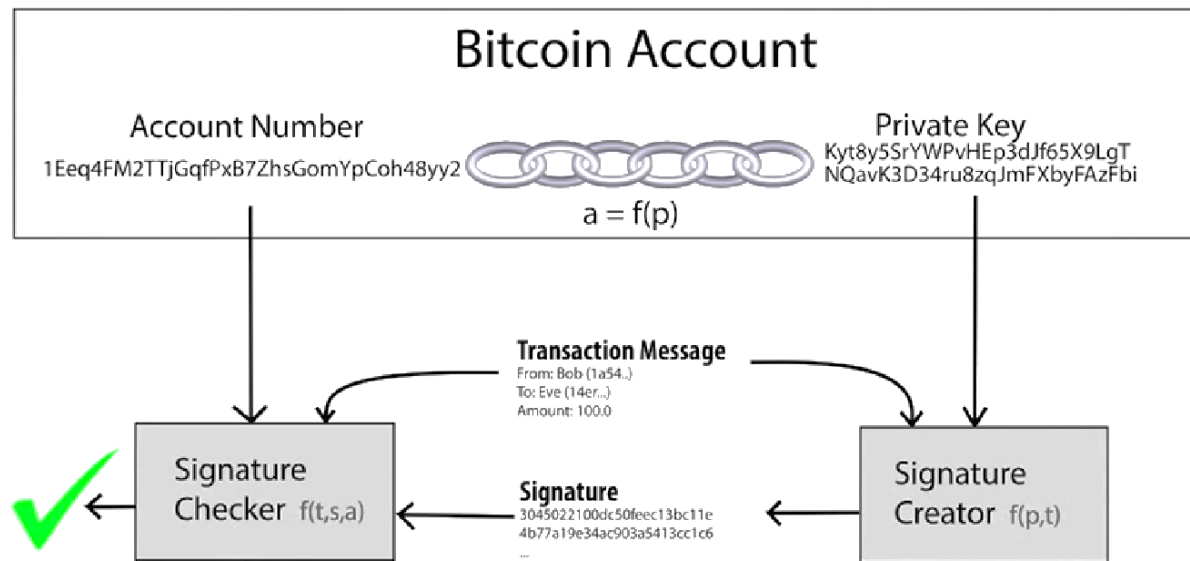 Bitcoin Account
Account Number
1Eeq4FM2TTjGqfPxB7ZhsGomYpCoh48yy2
Private Key
Kyt8y5SrYWPvHEp3dJf65X9LgT
NQavK3D34ru8zqJmFXbyFAzFbi
a = f(p)
Transaction Message
From: Bob (1a54..)
To: Eve (14er...)
Amount: 100.0
Signature
Checker f(t,s,a)
Signature
3045022100dc50feec13bc11e
4b77a19e34ac903a5413cc1c6
...
Signature
Creator f(p,t)